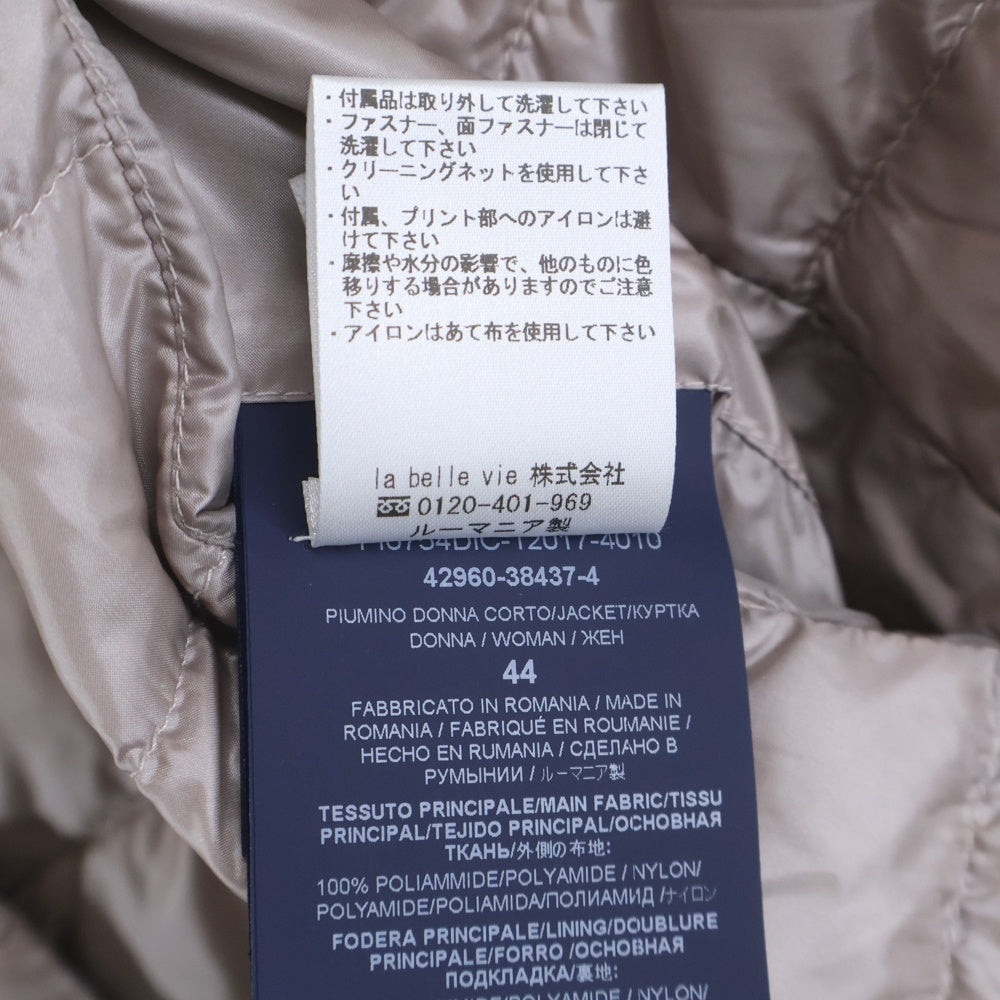 ・付属品は取り外して洗濯して下さい
・ファスナー、面ファスナーは閉じて
洗濯して下さい
・クリーニングネットを使用して下さ
い
・付属、プリント部へのアイロンは避
けて下さい
・摩擦や水分の影響で、他のものに色
移りする場合がありますのでご注意
下さい
・アイロンはあて布を使用して下さい
la belle vie 株式会社
0120-401-969
ルーマニア製
42960-38437-4
PIUMINO DONNA CORTO/JACKET/КУРТКА
DONNA / WOMAN / ЖЕН
44
FABBRICATO IN ROMANIA / MADE IN
ROMANIA / FABRIQUÉ EN ROUMANIE /
HECHO EN RUMANIA / СДЕЛАНО В
РУМЫНИИ / ルーマニア製
TESSUTO PRINCIPALE/MAIN FABRIC/TISSU
PRINCIPAL/TEJIDO PRINCIPAL/ОСНОВНАЯ
ТКАНЬ/外側の布地:
100% POLIAMMIDE/POLYAMIDE / NYLON/
POLYAMIDE/POLIAMIDA/ПОЛИАМИД /ナイロン
FODERA PRINCIPALE/LINING/DOUBLURE
PRINCIPALE/FORRO /ОСНОВНАЯ
ПОДКЛАДКА/裏地:
NYLON/